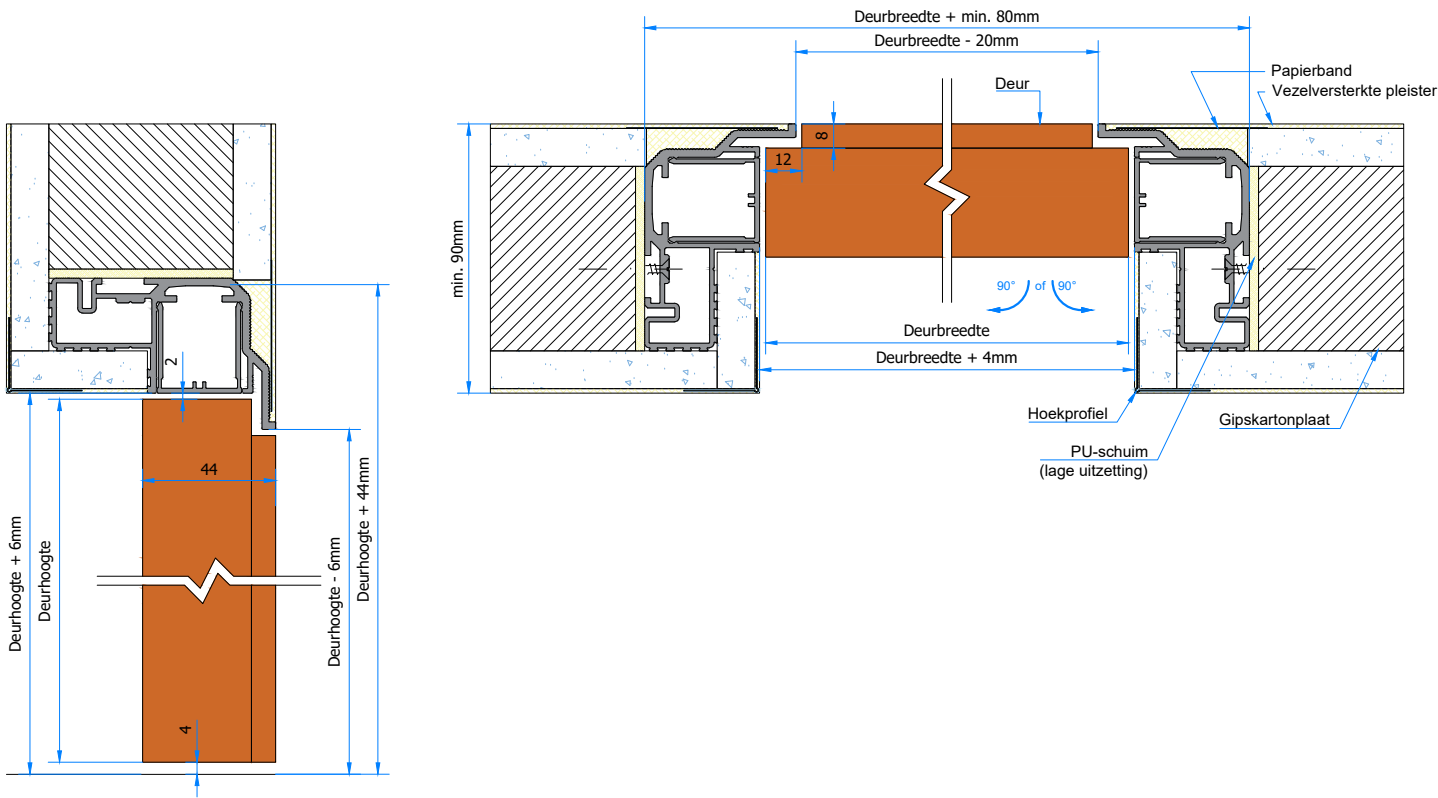 Deurbreedte + min. 80mm
Deurbreedte - 20mm
Deur
Papierband
Vezelversterkte pleister
8
12
min. 90mm
90° of 90°
Deurbreedte
Deurbreedte + 4mm
Hoekprofiel
Gipskartonplaat
PU-schuim
(lage uitzetting)
2
44
Deurhoogte + 6mm
Deurhoogte
Deurhoogte - 6mm
Deurhoogte + 44mm
4